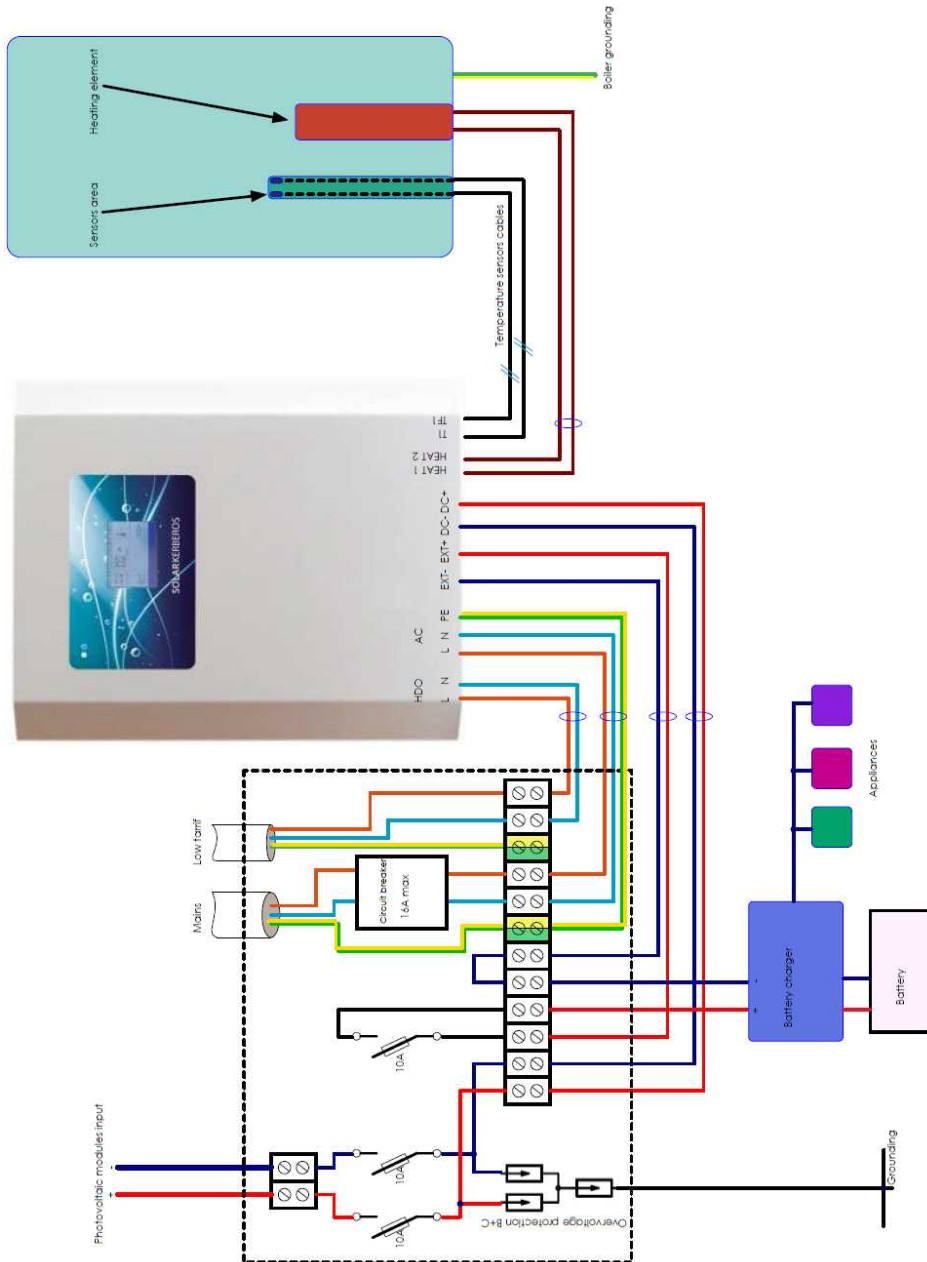 Heating element
Sensors area
Boiler grounding
Temperature sensors cables
SOLARKERBEROS
TF1
T1
HEAT 2
HEAT 1
DC+
DC-
EXT+
EXT-
PE
N
L
AC
N
L
HDO
Low tarrif
Mains
Circuit breaker
16A max
10A
Photovoltaic modules input
-
+
10A
10A
Overvoltage protection B+C
Grounding
Battery charger
-
+
Battery
Appliances